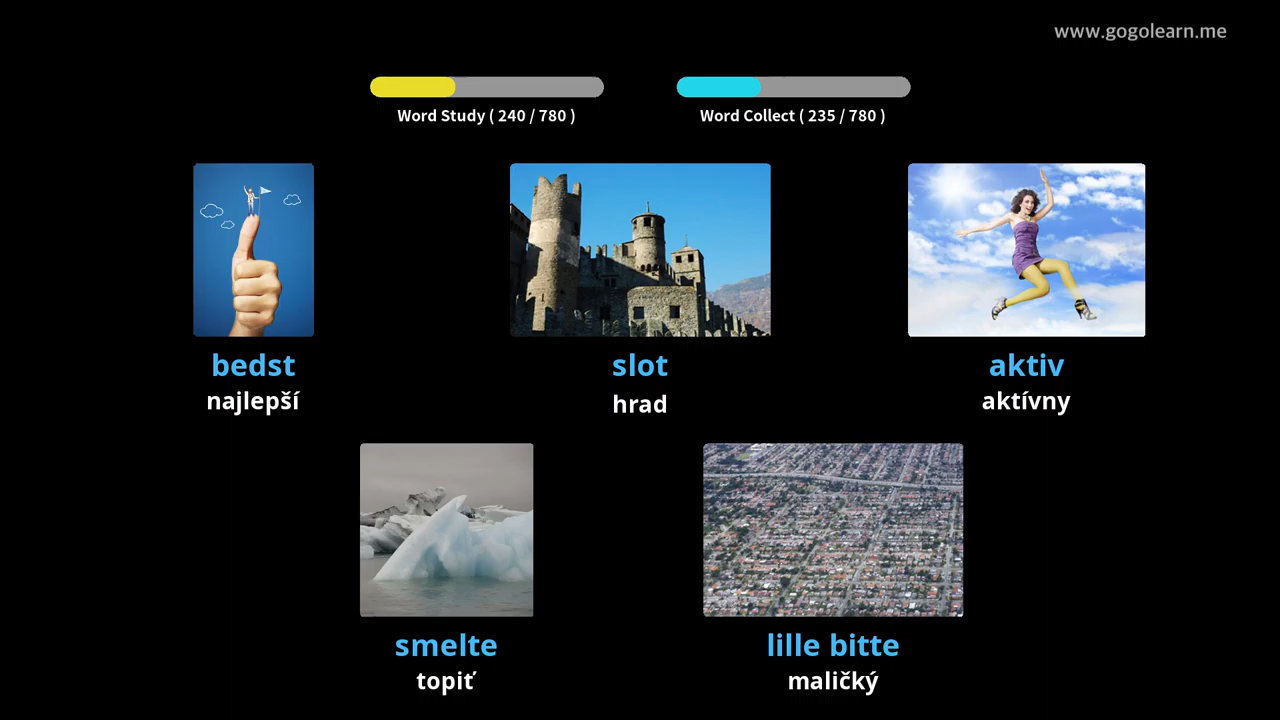 www.gogolearn.me
Word Study ( 240 / 780 )
Word Collect ( 235 / 780 )
bedst
najlepší
slot
hrad
aktiv
aktívny
smelte
topiť
lille bitte
maličký